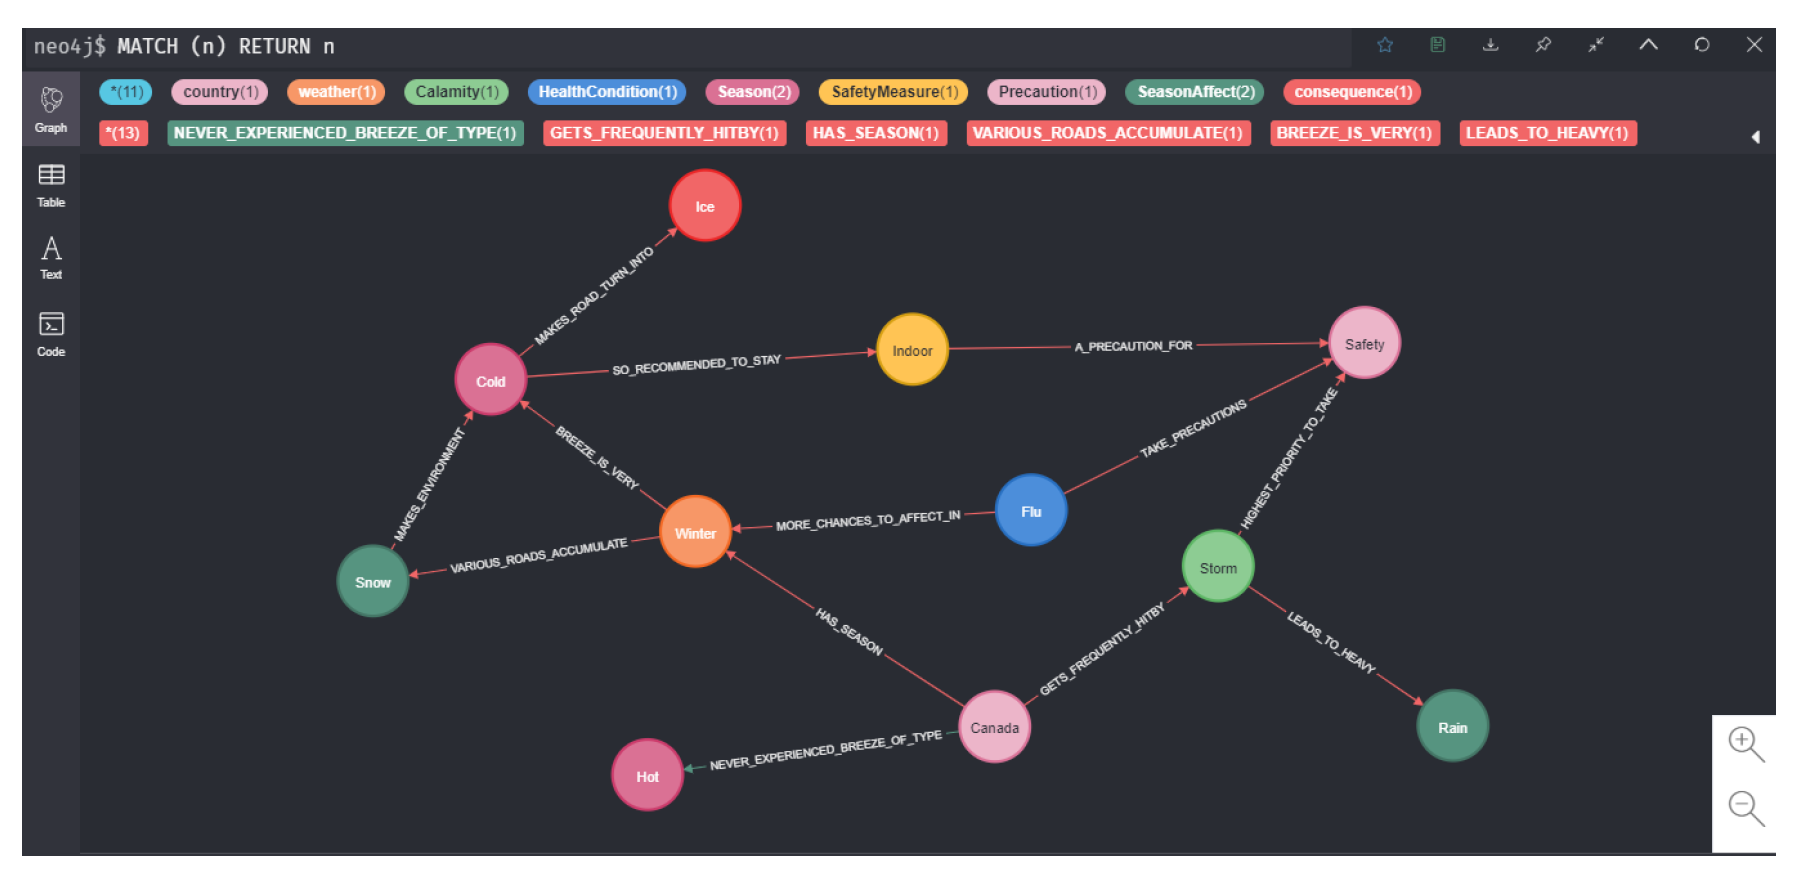 neo4j$ MATCH (n) RETURN n
*(11) country(1) weather(1) Calamity(1) HealthCondition(1) Season(2) SafetyMeasure(1) Precaution(1) SeasonAffect(2) consequence(1)
*(13) NEVER_EXPERIENCED_BREEZE_OF_TYPE(1) GETS_FREQUENTLY_HITBY(1) HAS_SEASON(1) VARIOUS_ROADS_ACCUMULATE(1) BREEZE_IS_VERY(1) LEADS_TO_HEAVY(1)
Graph
Table
Text
Code
Ice
MAKES_ROAD_TURN_INTO
Indoor
A_PRECAUTION_FOR
Safety
Cold
SO_RECOMMENDED_TO_STAY
MAKES_ENVIRONMENT
BREEZE_IS_VERY
TAKE_PRECAUTIONS
HIGHEST_PRIORITY_TO_TAKE
Flu
MORE_CHANCES_TO_AFFECT_IN
Winter
VARIOUS_ROADS_ACCUMULATE
Snow
Storm
HAS_SEASON
GETS_FREQUENTLY_HITBY
LEADS_TO_HEAVY
Canada
Rain
NEVER_EXPERIENCED_BREEZE_OF_TYPE
Hot